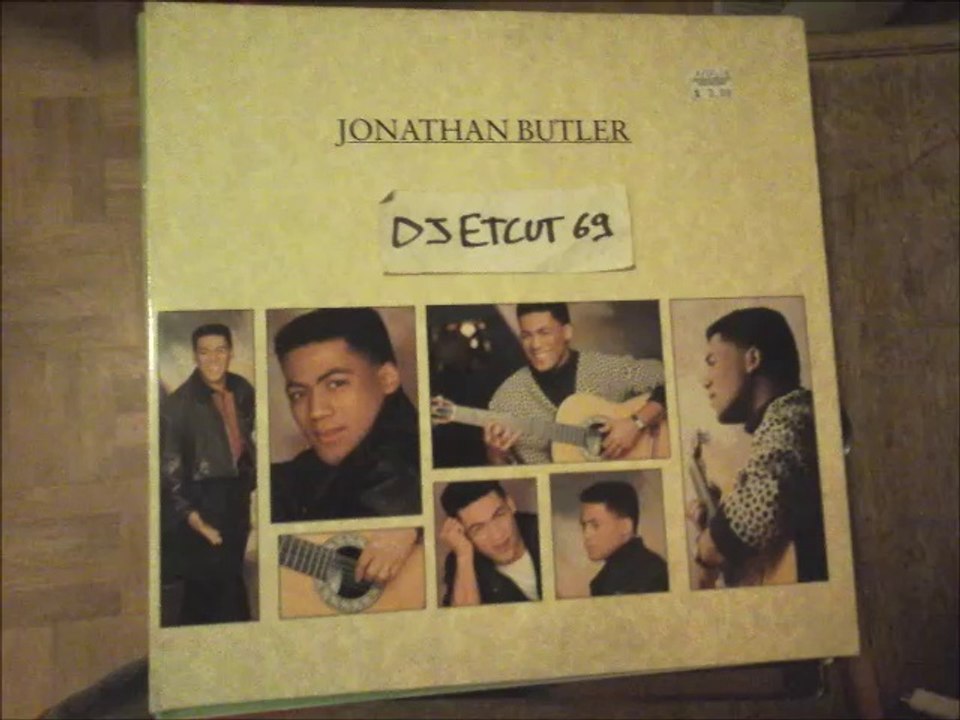 JONATHAN BUTLER
DJ ETCUT 69